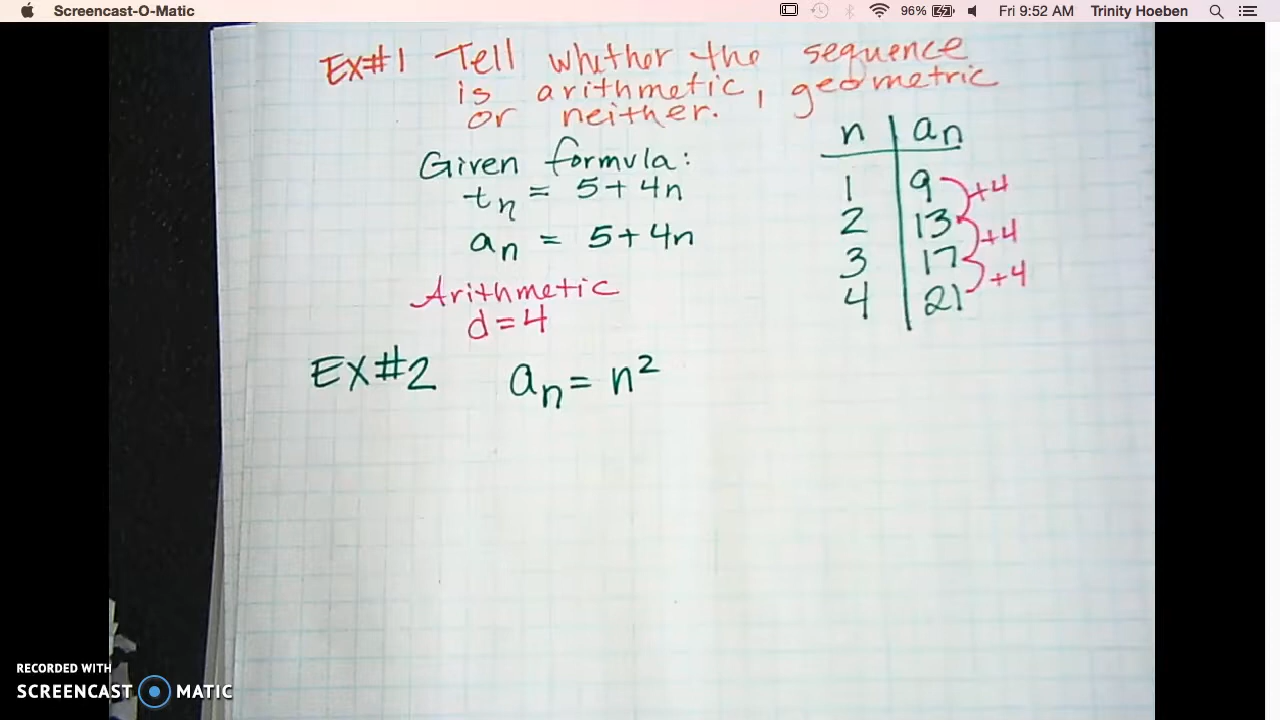 Screencast-O-Matic 96% Fri 9:52 AM Trinity Hoeben
Ex#1 Tell whether the sequence
is arithmetic, geometric
or neither.
Given formula:
tn = 5+4n
an = 5+4n
Arithmetic
d=4
n an
1 9
2 13
3 17
4 21
+4
+4
+4
EX#2 an = n²
RECORDED WITH
SCREENCAST MATIC